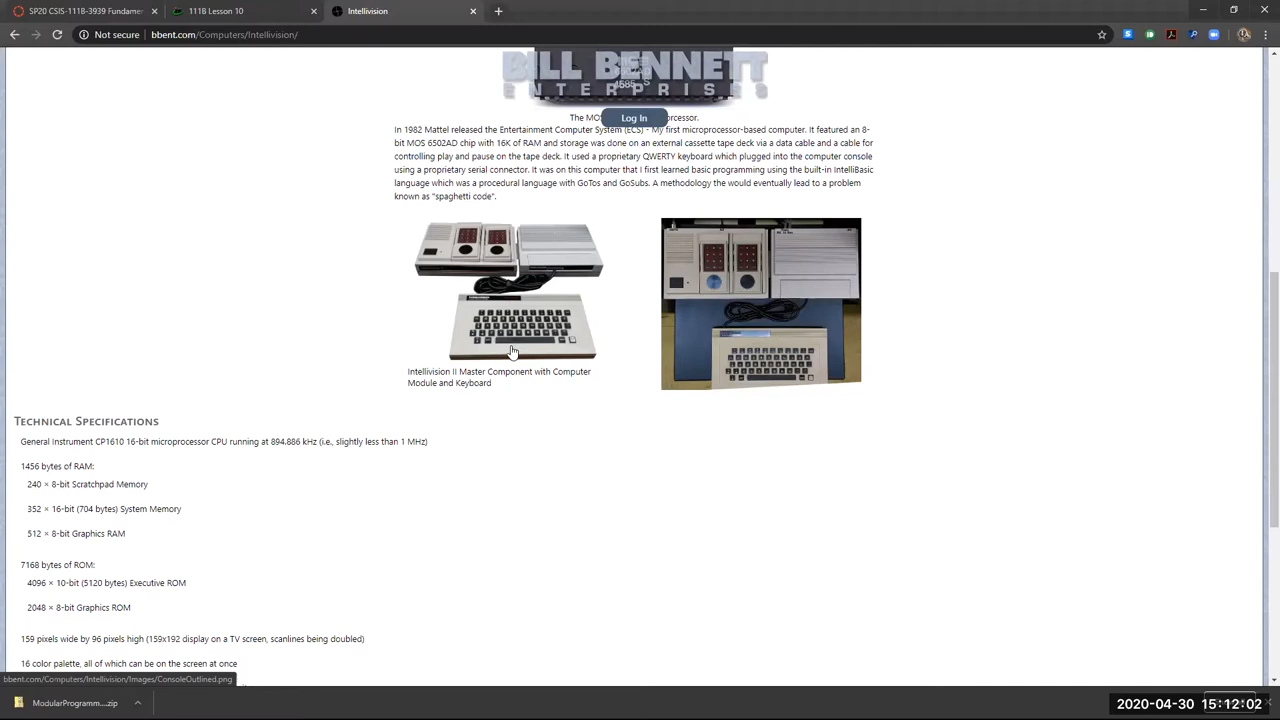 SP20 CSIS-111B-3939 Fundamen
111B Lesson 10
Intellivision
Not secure
bbent.com/Computers/Intellivision/
BILL BENNETT
ENTERPRISES
Log In
The MOS
In 1982 Mattel released the Entertainment Computer System (ECS) - My first microprocessor-based computer. It featured an 8-
bit MOS 6502AD chip with 16K of RAM and storage was done on an external cassette tape deck via a data cable and a cable for
controlling play and pause on the tape deck. It used a proprietary QWERTY keyboard which plugged into the computer console
using a proprietary serial connector. It was on this computer that I first learned basic programming using the built-in IntelliBasic
language which was a procedural language with GoTos and GoSubs. A methodology the would eventually lead to a problem
known as "spaghetti code".
Intellivision II Master Component with Computer
Module and Keyboard
Technical Specifications
General Instrument CP1610 16-bit microprocessor CPU running at 894.886 kHz (i.e., slightly less than 1 MHz)
1456 bytes of RAM:
240 × 8-bit Scratchpad Memory
352 × 16-bit (704 bytes) System Memory
512 × 8-bit Graphics RAM
7168 bytes of ROM:
4096 × 10-bit (5120 bytes) Executive ROM
2048 × 8-bit Graphics ROM
159 pixels wide by 96 pixels high (159x192 display on a TV screen, scanlines being doubled)
16 color palette, all of which can be on the screen at once
bbent.com/Computers/Intellivision/Images/ConsoleOutlined.png
ModularProgramm....zip
2020-04-30 15:12:02